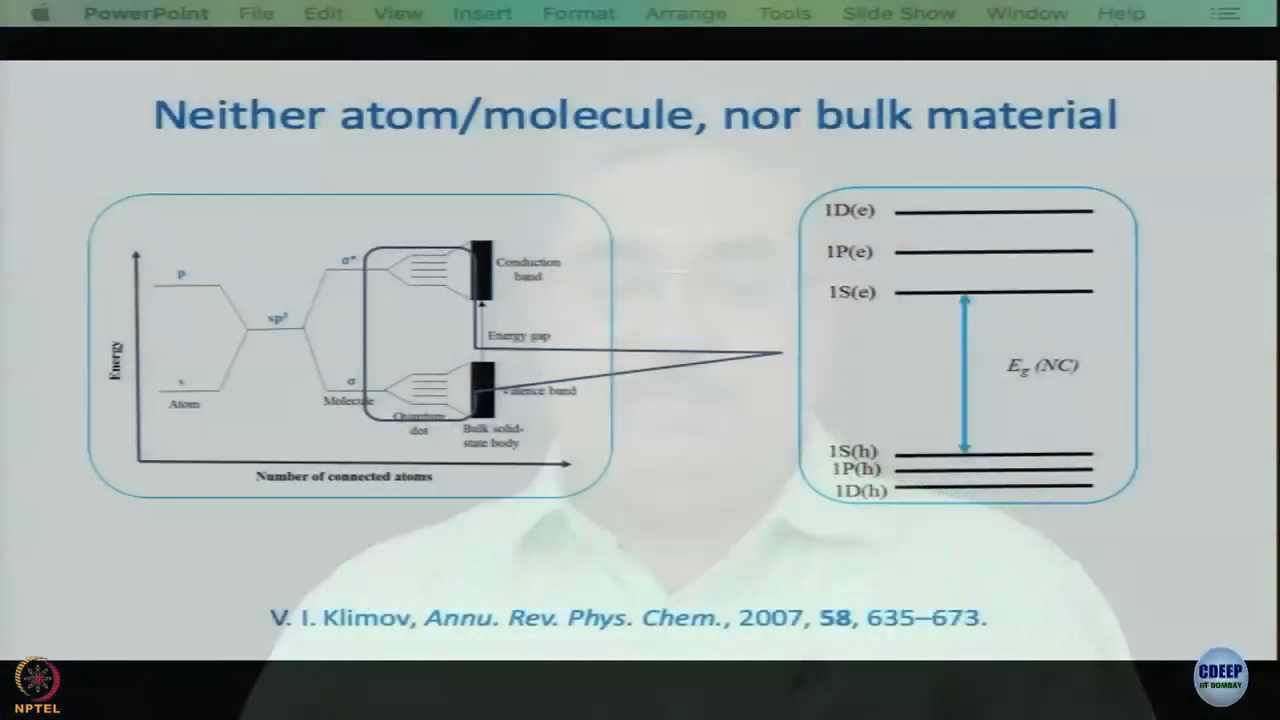 PowerPoint File Edit View Insert Format Arrange Tools Slide Show Window Help
Neither atom/molecule, nor bulk material
Energy
p
s
Atom
sp³
σ*
σ
Molecule
Quantum
dot
Conduction
band
Energy gap
Valence band
Bulk solid-
state body
Number of connected atoms
1D(e)
1P(e)
1S(e)
Eg (NC)
1S(h)
1P(h)
1D(h)
V. I. Klimov, Annu. Rev. Phys. Chem., 2007, 58, 635–673.
NPTEL
CDEEP
IIT BOMBAY